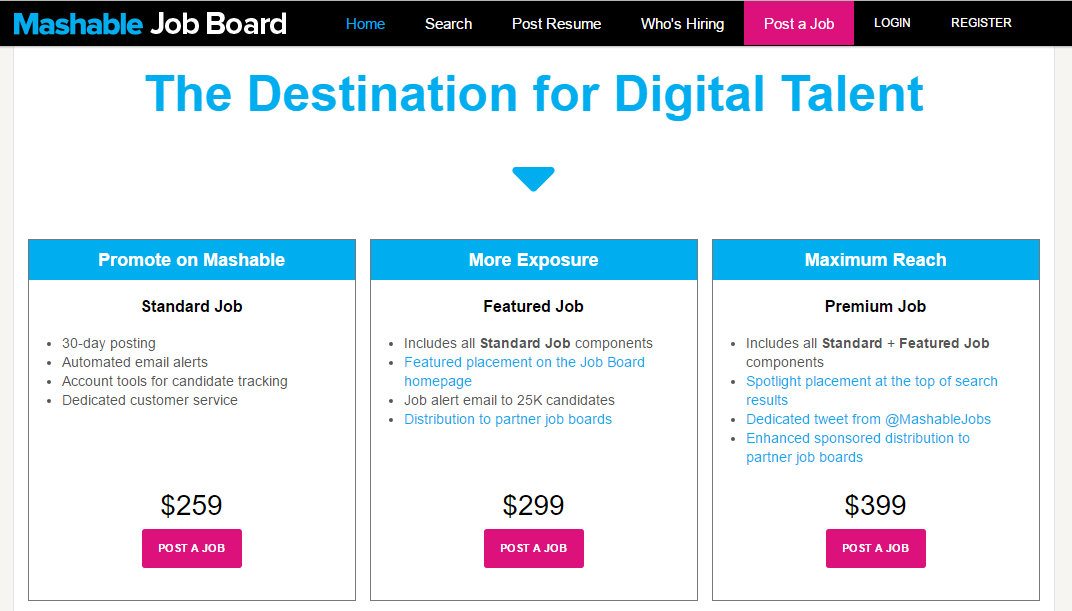 Mashable Job Board Home Search Post Resume Who's Hiring Post a Job LOGIN REGISTER
The Destination for Digital Talent
Promote on Mashable
Standard Job
• 30-day posting
• Automated email alerts
• Account tools for candidate tracking
• Dedicated customer service
$259
POST A JOB
More Exposure
Featured Job
• Includes all Standard Job components
• Featured placement on the Job Board
homepage
• Job alert email to 25K candidates
• Distribution to partner job boards
$299
POST A JOB
Maximum Reach
Premium Job
• Includes all Standard + Featured Job
components
• Spotlight placement at the top of search
results
• Dedicated tweet from @MashableJobs
• Enhanced sponsored distribution to
partner job boards
$399
POST A JOB